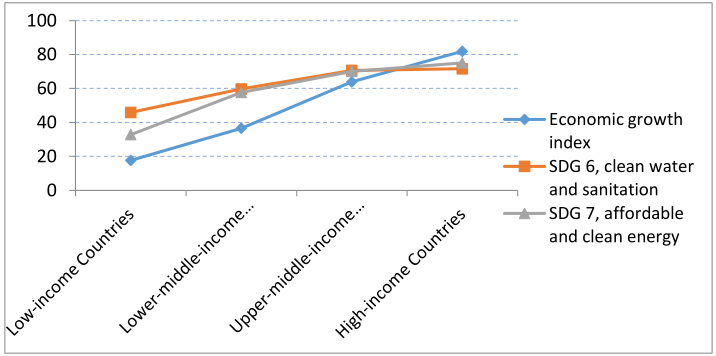 100
80
60
40
20
0
Low-income Countries
Lower-middle-income...
Upper-middle-income...
High-income Countries
Economic growth
index
SDG 6, clean water
and sanitation
SDG 7, affordable
and clean energy